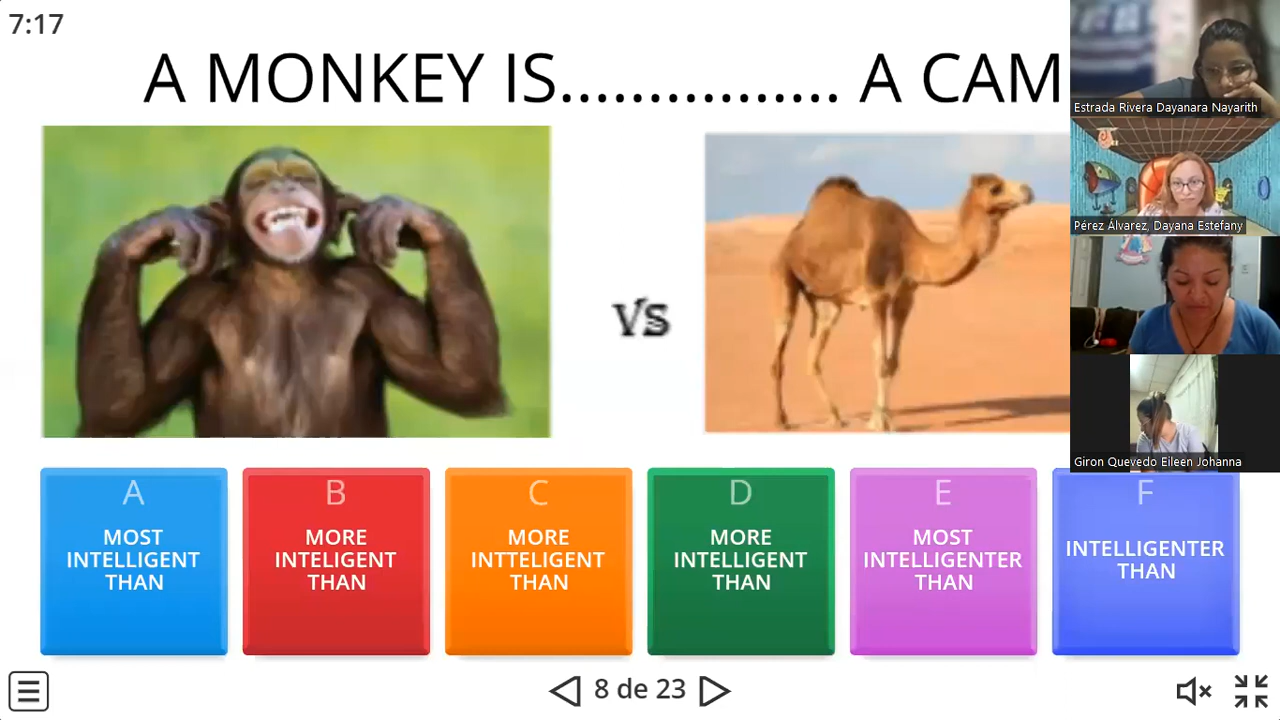 7:17
A MONKEY IS................ A CAM
VS
Estrada Rivera Dayanara Nayarith
Pérez Álvarez, Dayana Estefany
Giron Quevedo Eileen Johanna
A
MOST
INTELLIGENT
THAN
B
MORE
INTELIGENT
THAN
C
MORE
INTTELIGENT
THAN
D
MORE
INTELLIGENT
THAN
E
MOST
INTELLIGENTER
THAN
F
INTELLIGENTER
THAN
8 de 23